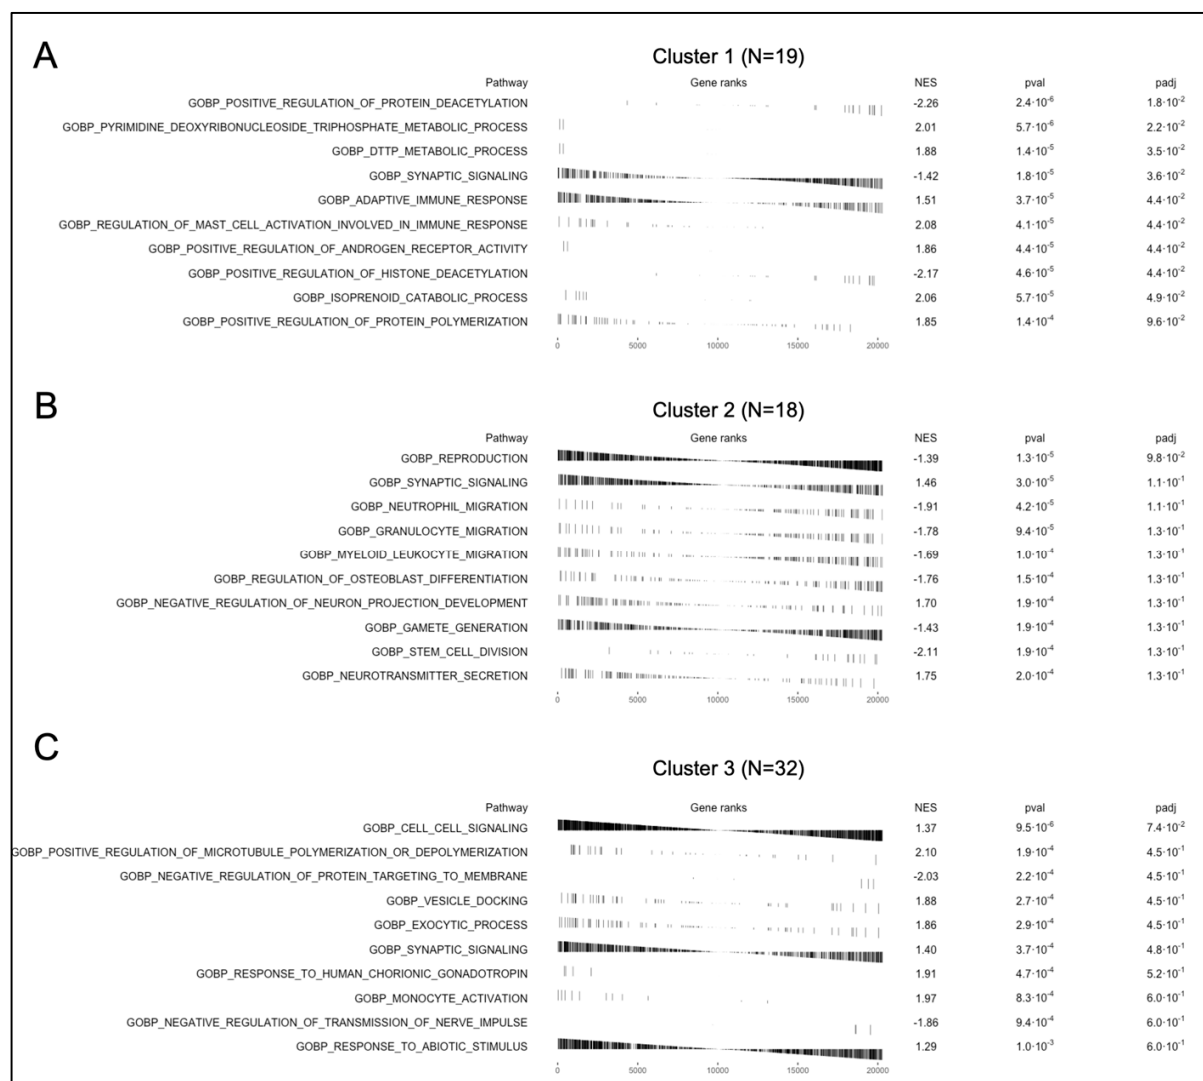 A
Cluster 1 (N=19)
Pathway Gene ranks NES pval padj
GOBP_POSITIVE_REGULATION_OF_PROTEIN_DEACETYLATION -2.26 2.4·10⁻⁶ 1.8·10⁻²
GOBP_PYRIMIDINE_DEOXYRIBONUCLEOSIDE_TRIPHOSPHATE_METABOLIC_PROCESS 2.01 5.7·10⁻⁶ 2.2·10⁻²
GOBP_DTTP_METABOLIC_PROCESS 1.88 1.4·10⁻⁵ 3.5·10⁻²
GOBP_SYNAPTIC_SIGNALING -1.42 1.8·10⁻⁵ 3.6·10⁻²
GOBP_ADAPTIVE_IMMUNE_RESPONSE 1.51 3.7·10⁻⁵ 4.4·10⁻²
GOBP_REGULATION_OF_MAST_CELL_ACTIVATION_INVOLVED_IN_IMMUNE_RESPONSE 2.08 4.1·10⁻⁵ 4.4·10⁻²
GOBP_POSITIVE_REGULATION_OF_ANDROGEN_RECEPTOR_ACTIVITY 1.86 4.4·10⁻⁵ 4.4·10⁻²
GOBP_POSITIVE_REGULATION_OF_HISTONE_DEACETYLATION -2.17 4.6·10⁻⁵ 4.4·10⁻²
GOBP_ISOPRENOID_CATABOLIC_PROCESS 2.06 5.7·10⁻⁵ 4.9·10⁻²
GOBP_POSITIVE_REGULATION_OF_PROTEIN_POLYMERIZATION 1.85 1.4·10⁻⁴ 9.6·10⁻²
0 5000 10000 15000 20000
B
Cluster 2 (N=18)
Pathway Gene ranks NES pval padj
GOBP_REPRODUCTION -1.39 1.3·10⁻⁵ 9.8·10⁻²
GOBP_SYNAPTIC_SIGNALING 1.46 3.0·10⁻⁵ 1.1·10⁻¹
GOBP_NEUTROPHIL_MIGRATION -1.91 4.2·10⁻⁵ 1.1·10⁻¹
GOBP_GRANULOCYTE_MIGRATION -1.78 9.4·10⁻⁵ 1.3·10⁻¹
GOBP_MYELOID_LEUKOCYTE_MIGRATION -1.69 1.0·10⁻⁴ 1.3·10⁻¹
GOBP_REGULATION_OF_OSTEOBLAST_DIFFERENTIATION -1.76 1.5·10⁻⁴ 1.3·10⁻¹
GOBP_NEGATIVE_REGULATION_OF_NEURON_PROJECTION_DEVELOPMENT 1.70 1.9·10⁻⁴ 1.3·10⁻¹
GOBP_GAMETE_GENERATION -1.43 1.9·10⁻⁴ 1.3·10⁻¹
GOBP_STEM_CELL_DIVISION -2.11 1.9·10⁻⁴ 1.3·10⁻¹
GOBP_NEUROTRANSMITTER_SECRETION 1.75 2.0·10⁻⁴ 1.3·10⁻¹
0 5000 10000 15000 20000
C
Cluster 3 (N=32)
Pathway Gene ranks NES pval padj
GOBP_CELL_CELL_SIGNALING 1.37 9.5·10⁻⁶ 7.4·10⁻²
GOBP_POSITIVE_REGULATION_OF_MICROTUBULE_POLYMERIZATION_OR_DEPOLYMERIZATION 2.10 1.9·10⁻⁴ 4.5·10⁻¹
GOBP_NEGATIVE_REGULATION_OF_PROTEIN_TARGETING_TO_MEMBRANE -2.03 2.2·10⁻⁴ 4.5·10⁻¹
GOBP_VESICLE_DOCKING 1.88 2.7·10⁻⁴ 4.5·10⁻¹
GOBP_EXOCYTIC_PROCESS 1.86 2.9·10⁻⁴ 4.5·10⁻¹
GOBP_SYNAPTIC_SIGNALING 1.40 3.7·10⁻⁴ 4.8·10⁻¹
GOBP_RESPONSE_TO_HUMAN_CHORIONIC_GONADOTROPIN 1.91 4.7·10⁻⁴ 5.2·10⁻¹
GOBP_MONOCYTE_ACTIVATION 1.97 8.3·10⁻⁴ 6.0·10⁻¹
GOBP_NEGATIVE_REGULATION_OF_TRANSMISSION_OF_NERVE_IMPULSE -1.86 9.4·10⁻⁴ 6.0·10⁻¹
GOBP_RESPONSE_TO_ABIOTIC_STIMULUS 1.29 1.0·10⁻³ 6.0·10⁻¹
0 5000 10000 15000 20000